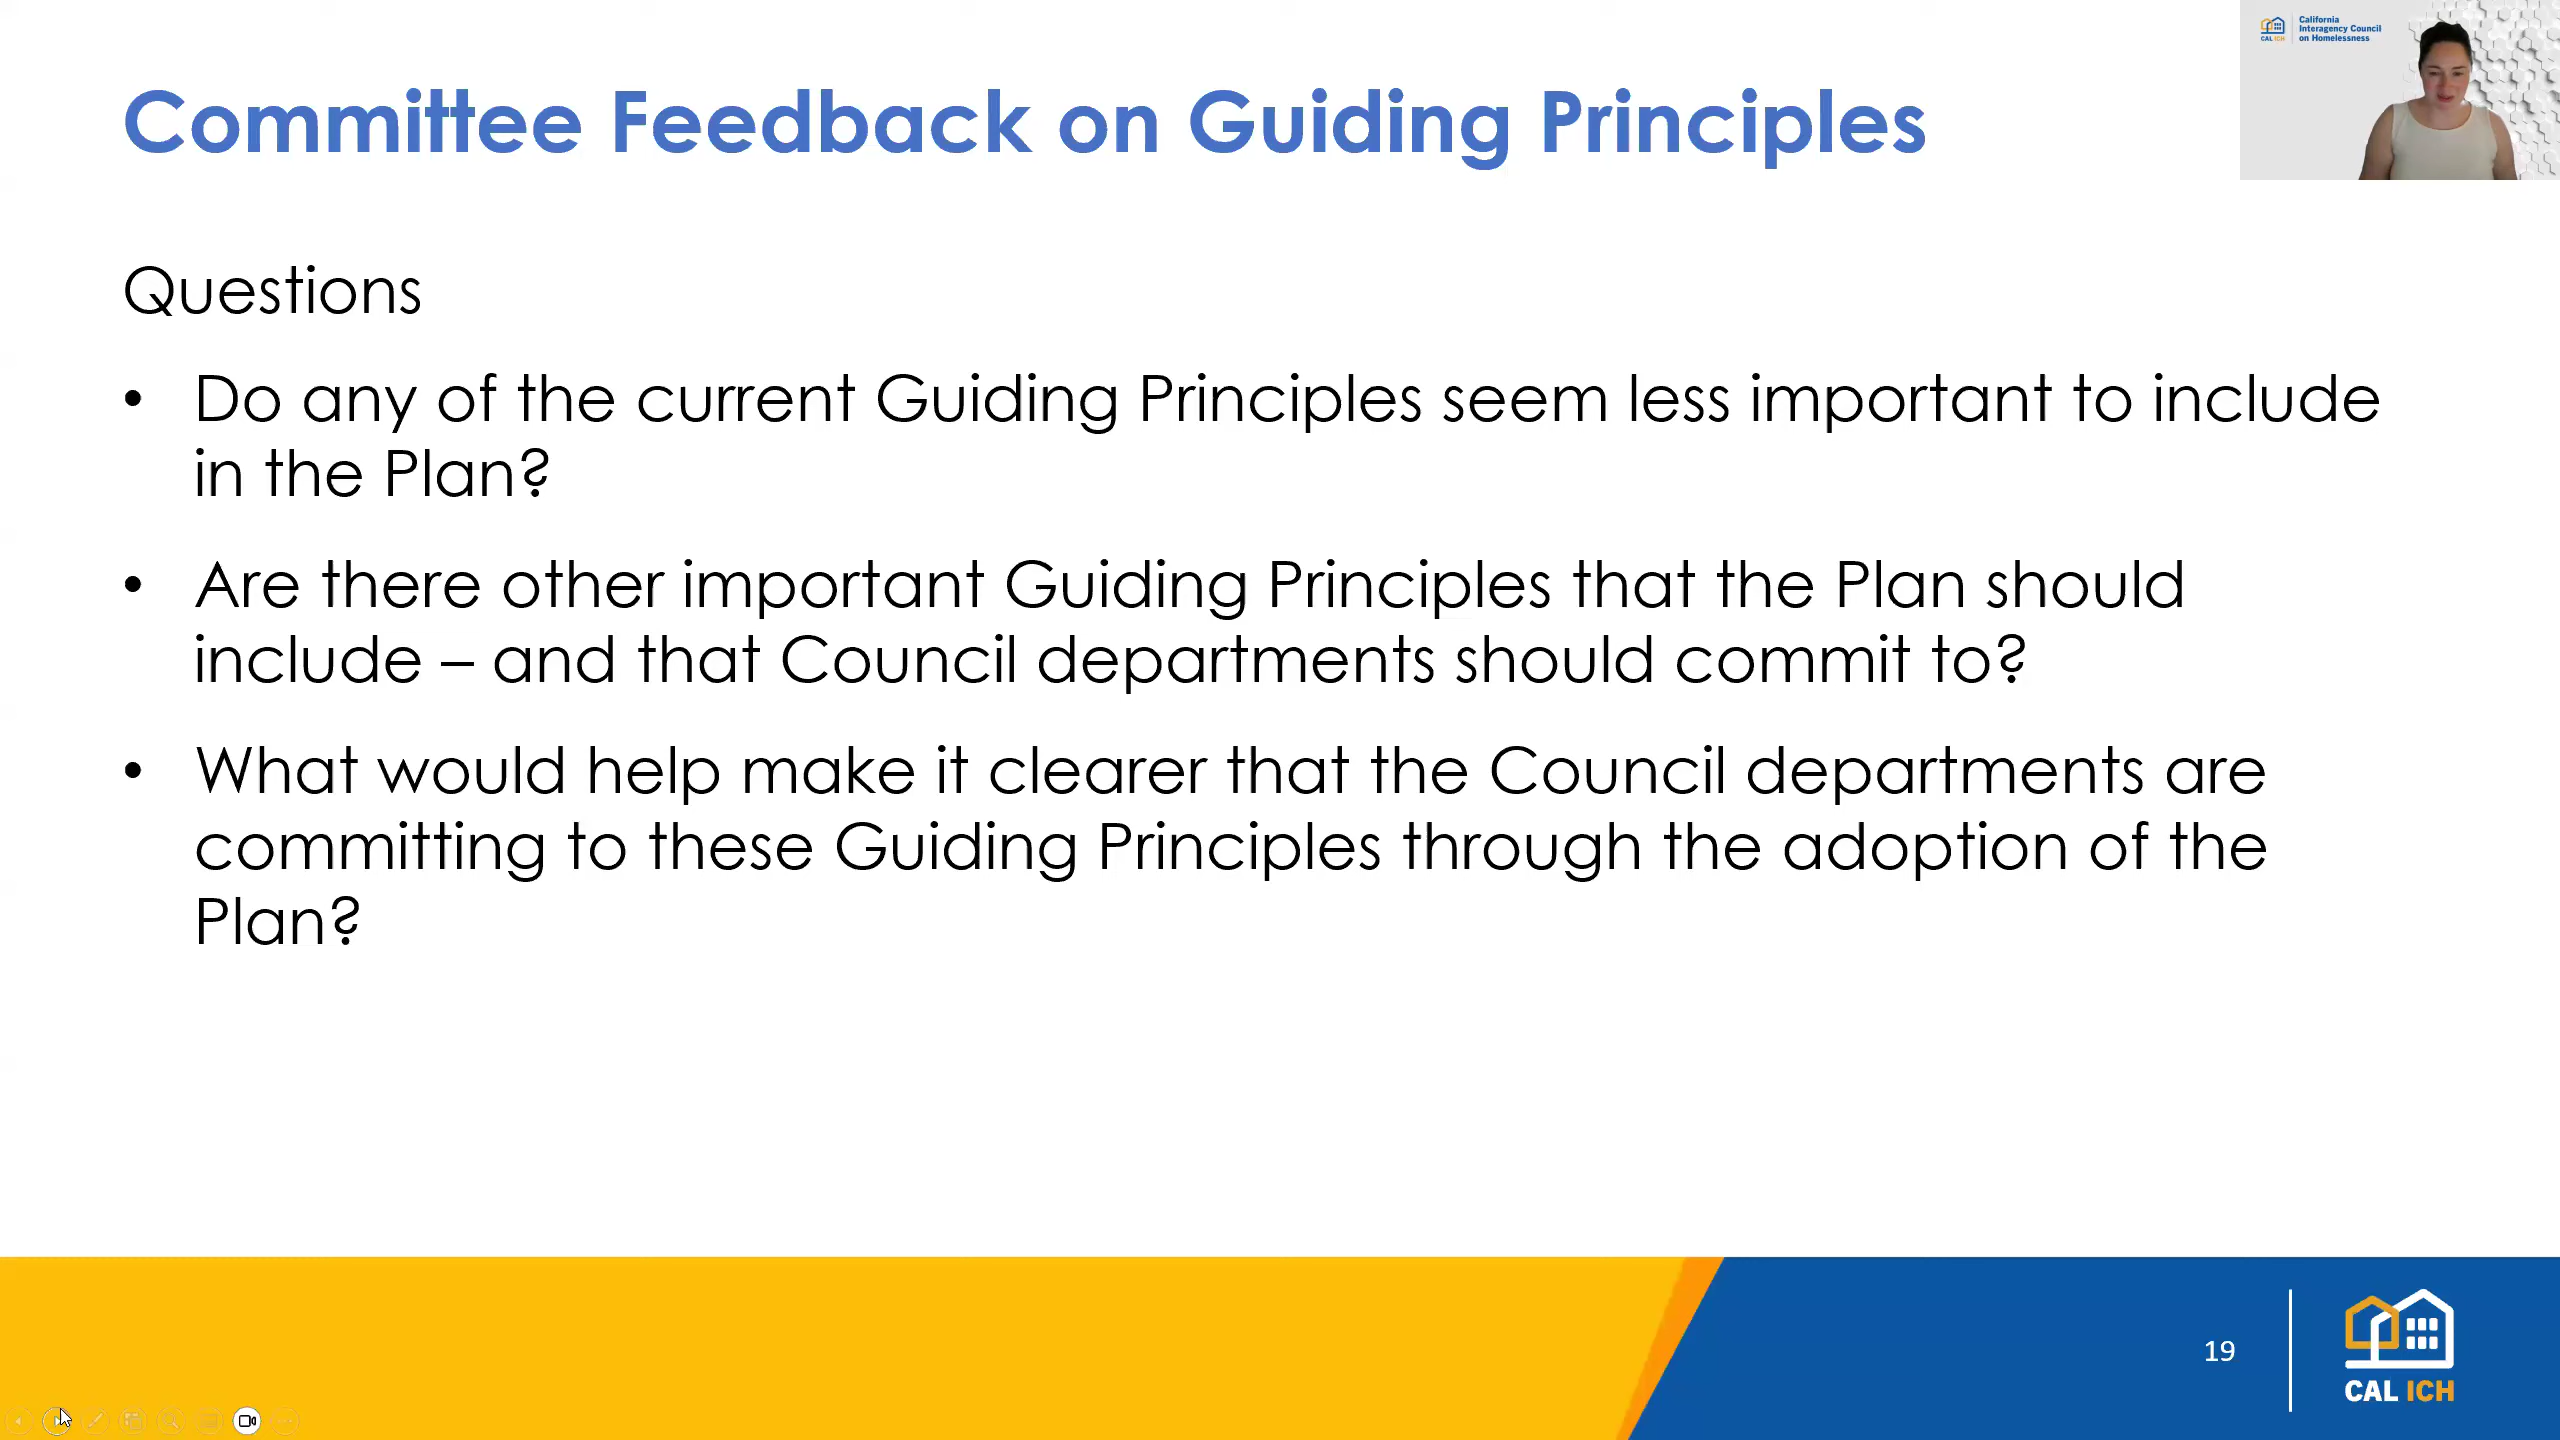 Committee Feedback on Guiding Principles
California
Interagency Council
on Homelessness
CAL ICH
Questions
• Do any of the current Guiding Principles seem less important to include
in the Plan?
• Are there other important Guiding Principles that the Plan should
include – and that Council departments should commit to?
• What would help make it clearer that the Council departments are
committing to these Guiding Principles through the adoption of the
Plan?
19
CAL ICH